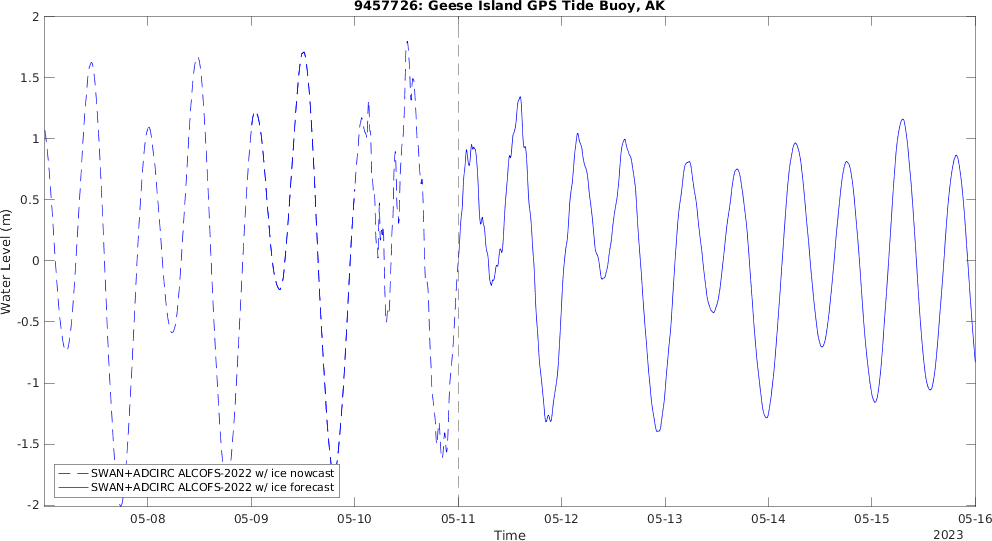 9457726: Geese Island GPS Tide Buoy, AK
2
1.5
1
0.5
0
-0.5
-1
-1.5
-2
Water Level (m)
SWAN+ADCIRC ALCOFS-2022 w/ ice nowcast
SWAN+ADCIRC ALCOFS-2022 w/ ice forecast
05-08 05-09 05-10 05-11 05-12 05-13 05-14 05-15 05-16
Time
2023